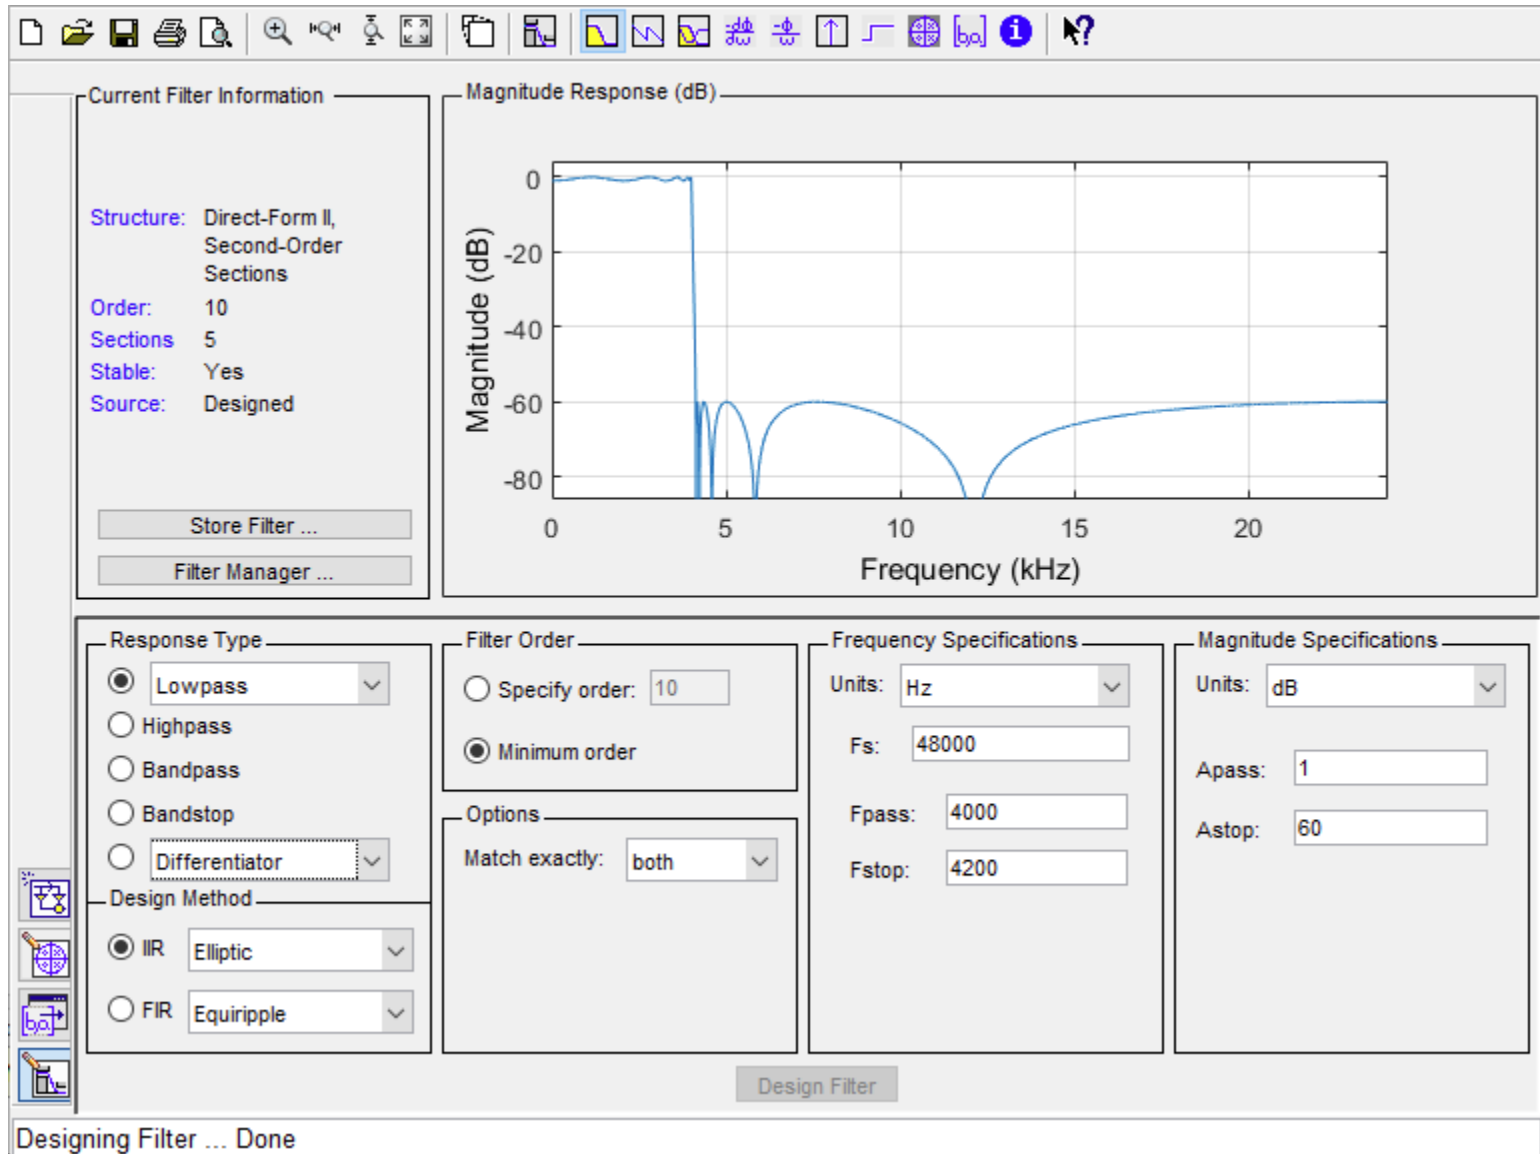 Current Filter Information
Structure: Direct-Form II,
Second-Order
Sections
Order: 10
Sections 5
Stable: Yes
Source: Designed
Store Filter ...
Filter Manager ...
Magnitude Response (dB)
Magnitude (dB)
0
-20
-40
-60
-80
0 5 10 15 20
Frequency (kHz)
Response Type
Lowpass
Highpass
Bandpass
Bandstop
Differentiator
Design Method
IIR Elliptic
FIR Equiripple
Filter Order
Specify order: 10
Minimum order
Options
Match exactly: both
Frequency Specifications
Units: Hz
Fs: 48000
Fpass: 4000
Fstop: 4200
Magnitude Specifications
Units: dB
Apass: 1
Astop: 60
Design Filter
Designing Filter ... Done